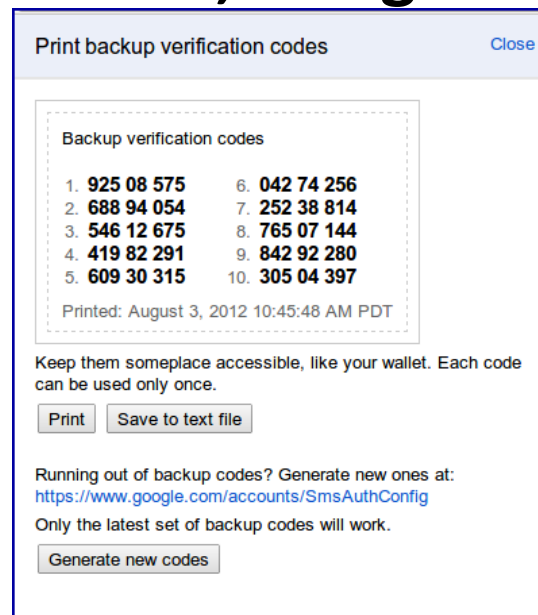 Print backup verification codes Close
Backup verification codes
1. 925 08 575 6. 042 74 256
2. 688 94 054 7. 252 38 814
3. 546 12 675 8. 765 07 144
4. 419 82 291 9. 842 92 280
5. 609 30 315 10. 305 04 397
Printed: August 3, 2012 10:45:48 AM PDT
Keep them someplace accessible, like your wallet. Each code
can be used only once.
Print Save to text file
Running out of backup codes? Generate new ones at:
https://www.google.com/accounts/SmsAuthConfig
Only the latest set of backup codes will work.
Generate new codes